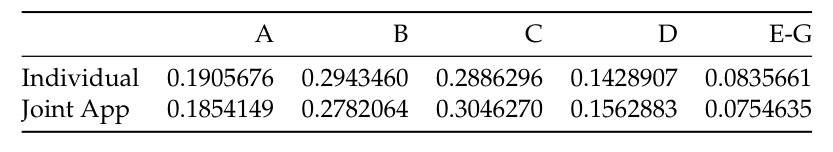 A B C D E-G
Individual 0.1905676 0.2943460 0.2886296 0.1428907 0.0835661
Joint App 0.1854149 0.2782064 0.3046270 0.1562883 0.0754635